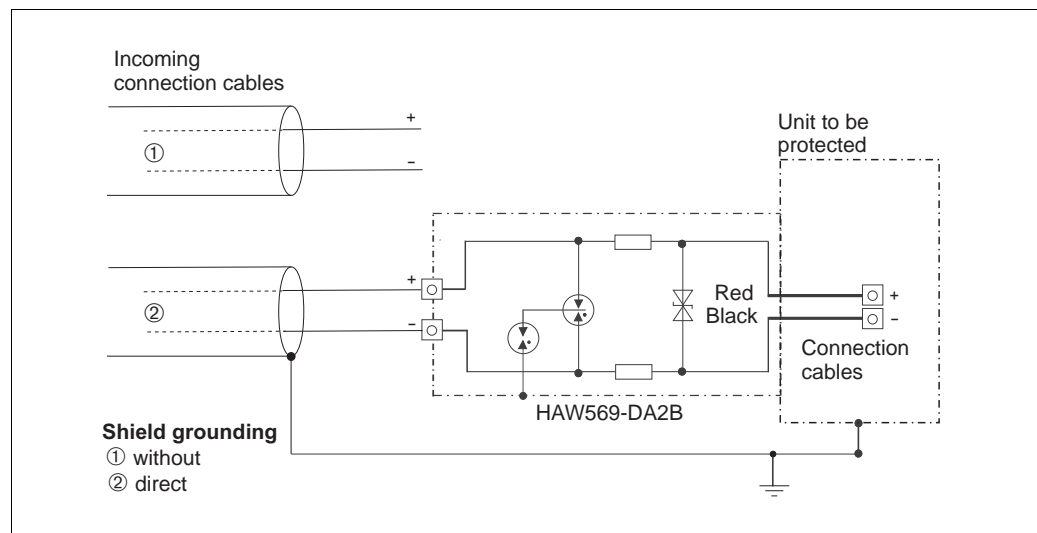 Incoming
connection cables
+
①
−
Unit to be
protected
+
②
−
Red
Black
+
−
Connection
cables
HAW569-DA2B
Shield grounding
① without
② direct